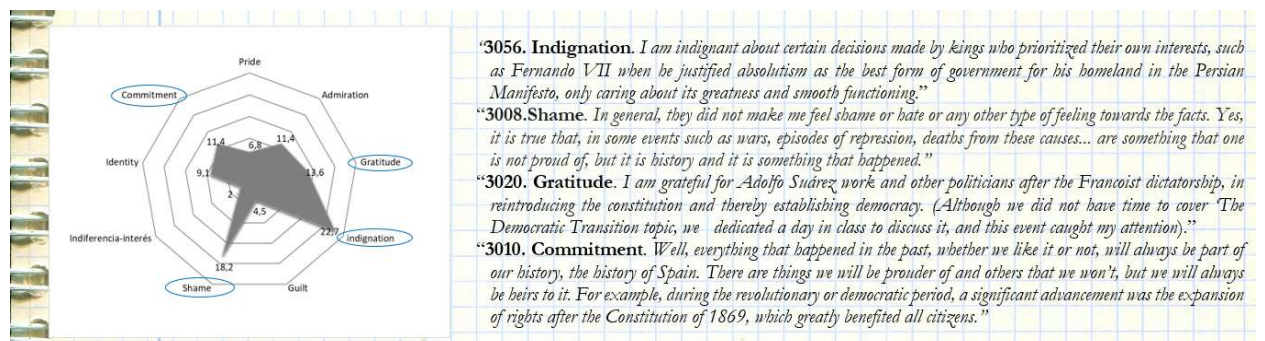 Pride
Commitment
Admiration
11,4
6,8
11,4
Identity
Gratitude
9,1
13,6
2
4,5
Indiferencia-interés
22,7
indignation
18,2
Shame
Guilt
“3056. Indignation. I am indignant about certain decisions made by kings who prioritized their own interests, such
as Fernando VII when he justified absolutism as the best form of government for his homeland in the Persian
Manifesto, only caring about its greatness and smooth functioning.”
“3008.Shame. In general, they did not make me feel shame or hate or any other type of feeling towards the facts. Yes,
it is true that, in some events such as wars, episodes of repression, deaths from these causes... are something that one
is not proud of, but it is history and it is something that happened.”
“3020. Gratitude. I am grateful for Adolfo Suárez work and other politicians after the Francoist dictatorship, in
reintroducing the constitution and thereby establishing democracy. (Although we did not have time to cover ‘The
Democratic Transition topic, we dedicated a day in class to discuss it, and this event caught my attention).”
“3010. Commitment. Well, everything that happened in the past, whether we like it or not, will always be part of
our history, the history of Spain. There are things we will be prouder of and others that we won’t, but we will always
be heirs to it. For example, during the revolutionary or democratic period, a significant advancement was the expansion
of rights after the Constitution of 1869, which greatly benefited all citizens.”